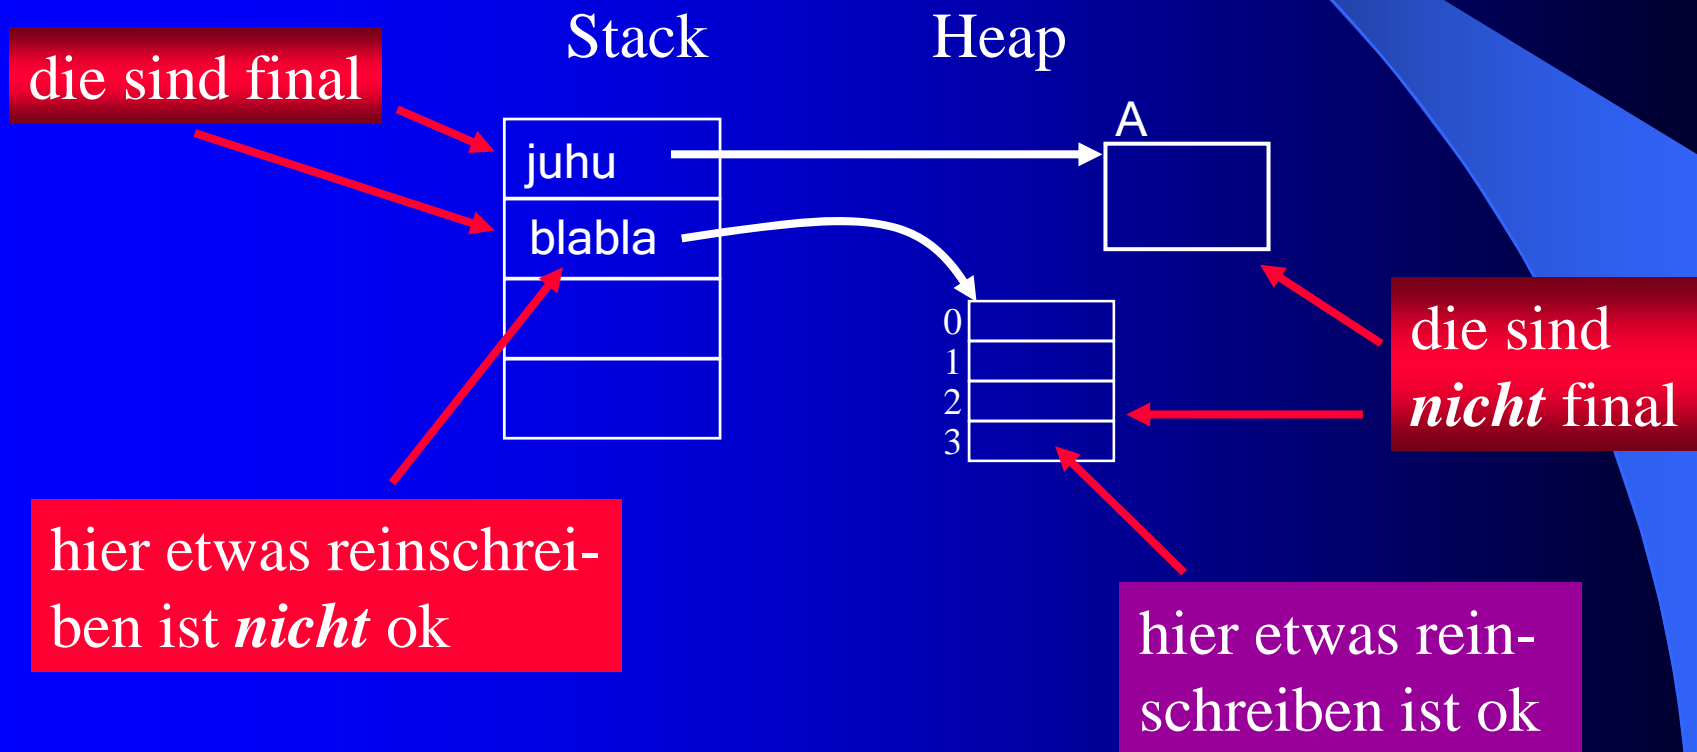 Stack
Heap
die sind final
A
juhu
blabla
0
1
2
3
die sind
nicht final
hier etwas reinschrei-
ben ist nicht ok
hier etwas rein-
schreiben ist ok